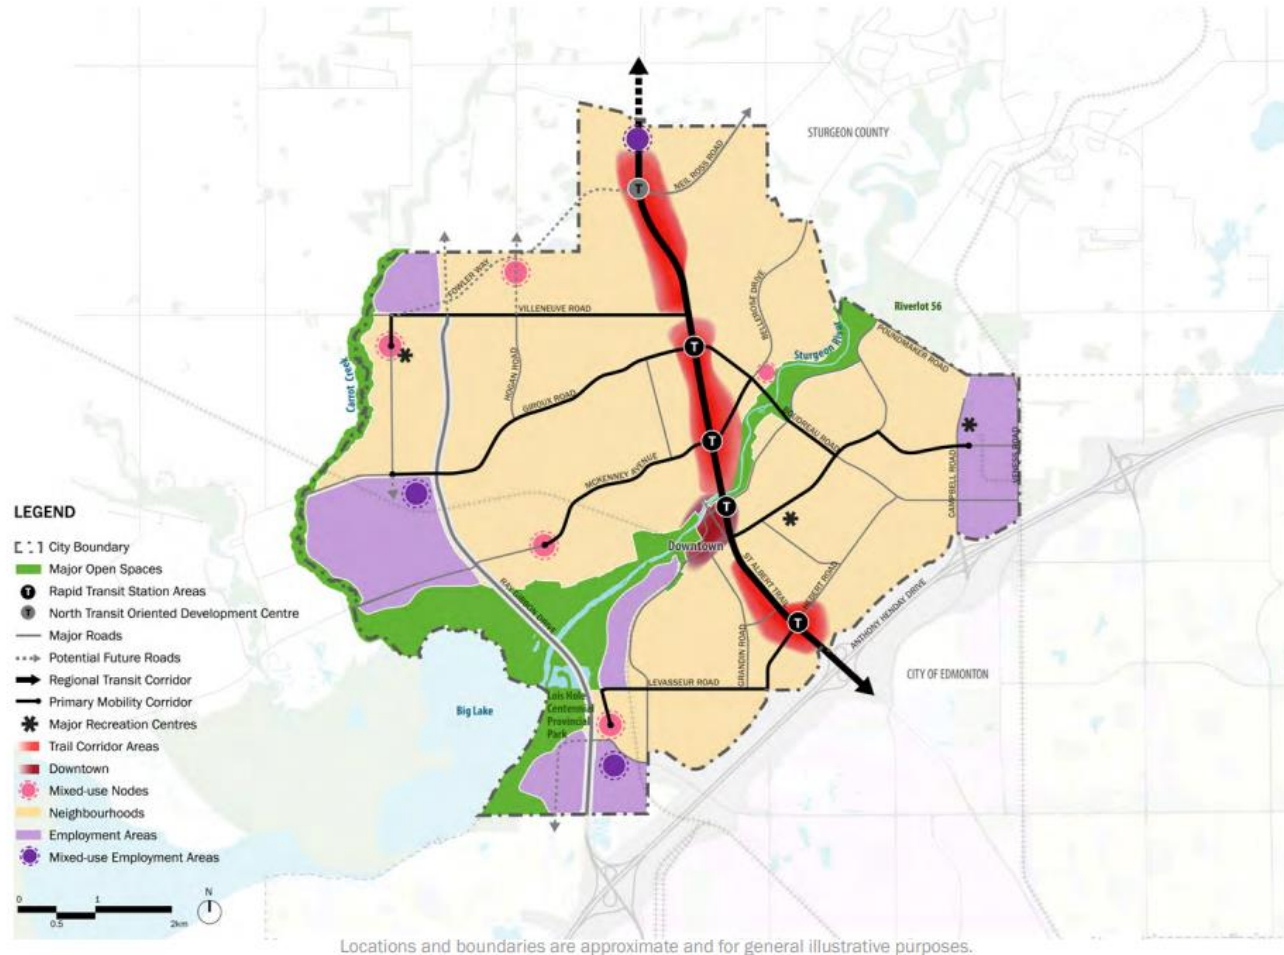 STURGEON COUNTY
NEIL ROSS ROAD
FOWLER WAY
VILLENEUVE ROAD
BELLEROSE DRIVE
Riverlot 56
Sturgeon River
POUNDMAKER ROAD
Carrot Creek
HOGAN ROAD
GIROUX ROAD
BOUDREAU ROAD
MCKENNEY AVENUE
CAMPBELL ROAD
T
T
T
T
T
Downtown
ST ALBERT TRAIL
HEBERT ROAD
RAY GIBBON DRIVE
ANTHONY HENDAY DRIVE
GRANDIN ROAD
CITY OF EDMONTON
LEVASSEUR ROAD
Big Lake
Lois Hole
Centennial
Provincial
Park
LEGEND
City Boundary
Major Open Spaces
T Rapid Transit Station Areas
T North Transit Oriented Development Centre
Major Roads
Potential Future Roads
Regional Transit Corridor
Primary Mobility Corridor
Major Recreation Centres
Trail Corridor Areas
Downtown
Mixed-use Nodes
Neighbourhoods
Employment Areas
Mixed-use Employment Areas
0 1
0.5 2km
N
Locations and boundaries are approximate and for general illustrative purposes.